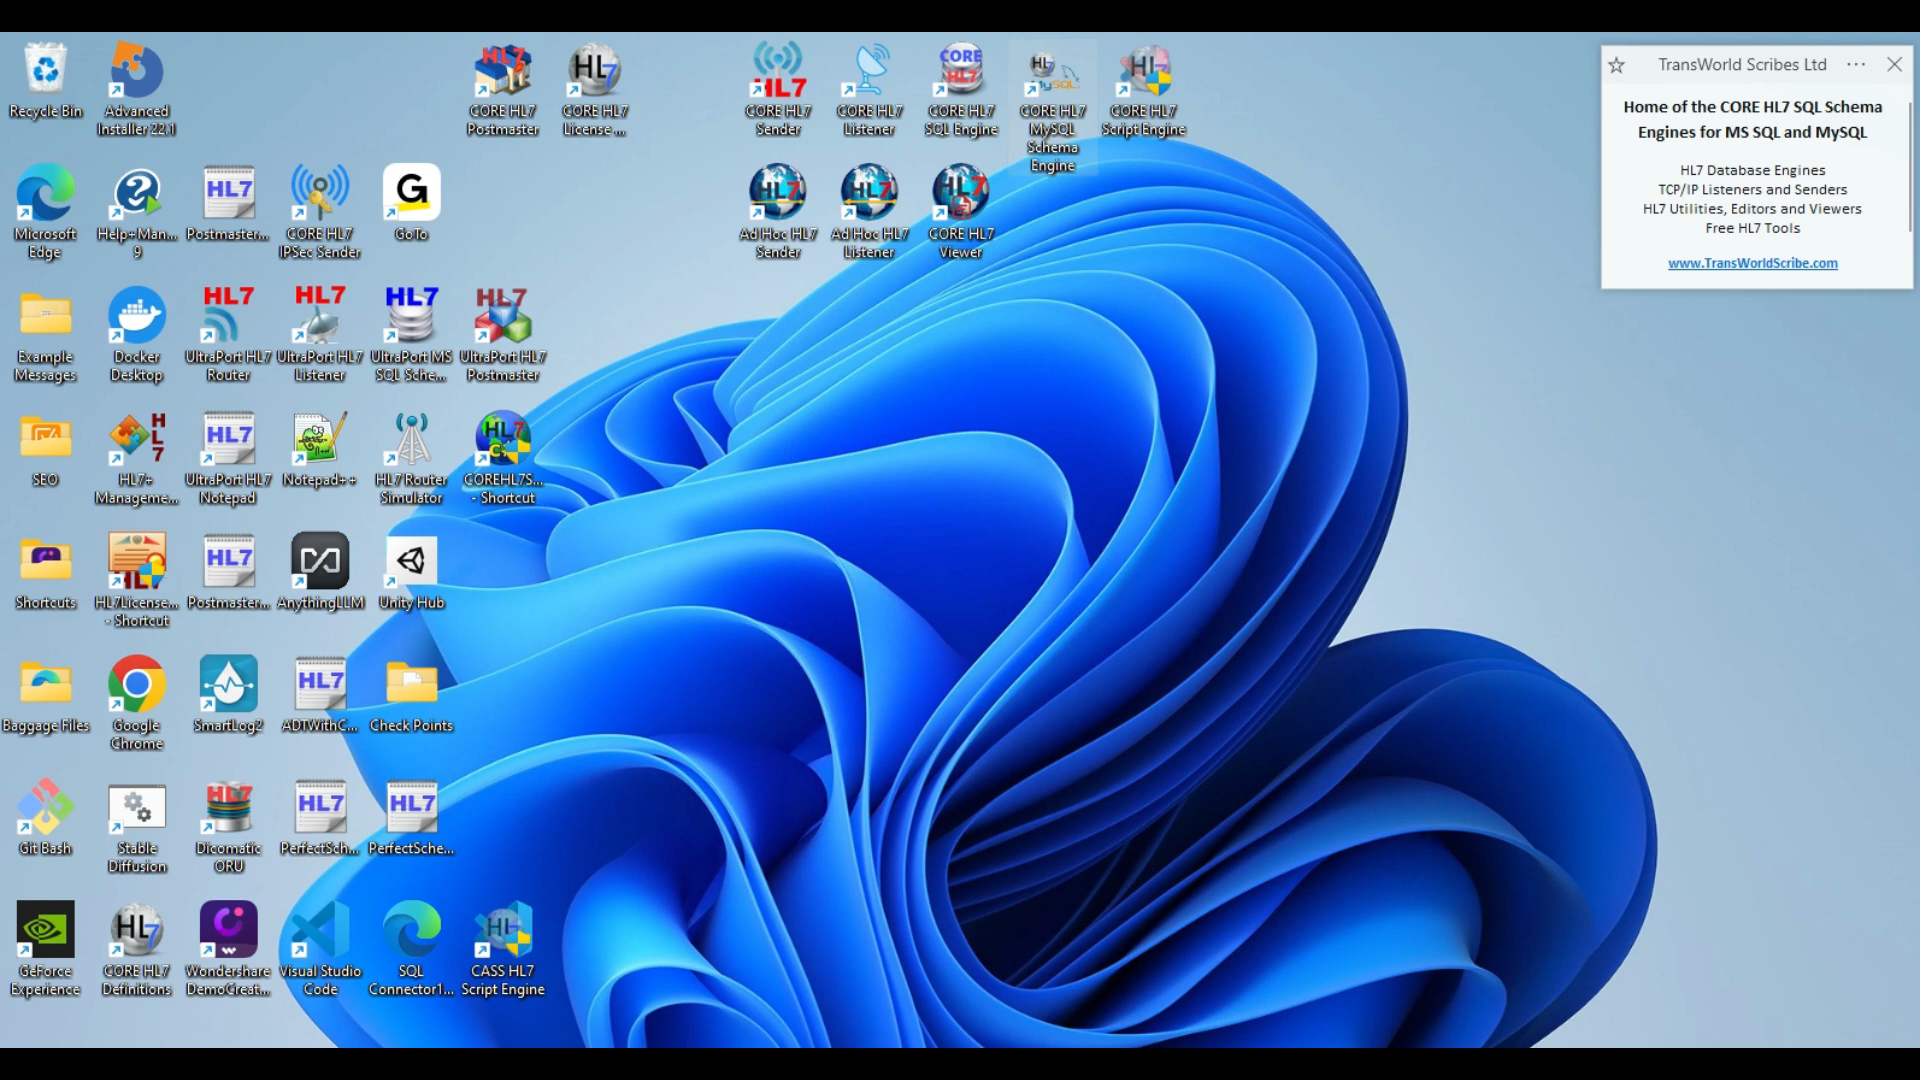 Recycle Bin
Advanced
Installer 22.1
CORE HL7
Postmaster
CORE HL7
License ...
CORE HL7
Sender
CORE HL7
Listener
CORE HL7
SQL Engine
CORE HL7
MySQL
Schema
Engine
CORE HL7
Script Engine
TransWorld Scribes Ltd
Home of the CORE HL7 SQL Schema
Engines for MS SQL and MySQL
HL7 Database Engines
TCP/IP Listeners and Senders
HL7 Utilities, Editors and Viewers
Free HL7 Tools
www.TransWorldScribe.com
Microsoft
Edge
Help+Man...
9
Postmaster...
CORE HL7
IPSec Sender
GoTo
Ad Hoc HL7
Sender
Ad Hoc HL7
Listener
CORE HL7
Viewer
Example
Messages
Docker
Desktop
UltraPort HL7
Router
UltraPort HL7
Listener
UltraPort MS
SQL Sche...
UltraPort HL7
Postmaster
SEO
HL7+
Manageme...
UltraPort HL7
Notepad
Notepad++
HL7 Router
Simulator
COREHL7S...
- Shortcut
Shortcuts
HL7License...
- Shortcut
Postmaster...
AnythingLLM
Unity Hub
Baggage Files
Google
Chrome
SmartLog2
ADTWithC...
Check Points
Git Bash
Stable
Diffusion
Dicomatic
ORU
PerfectSch...
PerfectSche...
GeForce
Experience
CORE HL7
Definitions
Wondershare
DemoCreat...
Visual Studio
Code
SQL
Connector1...
CASS HL7
Script Engine